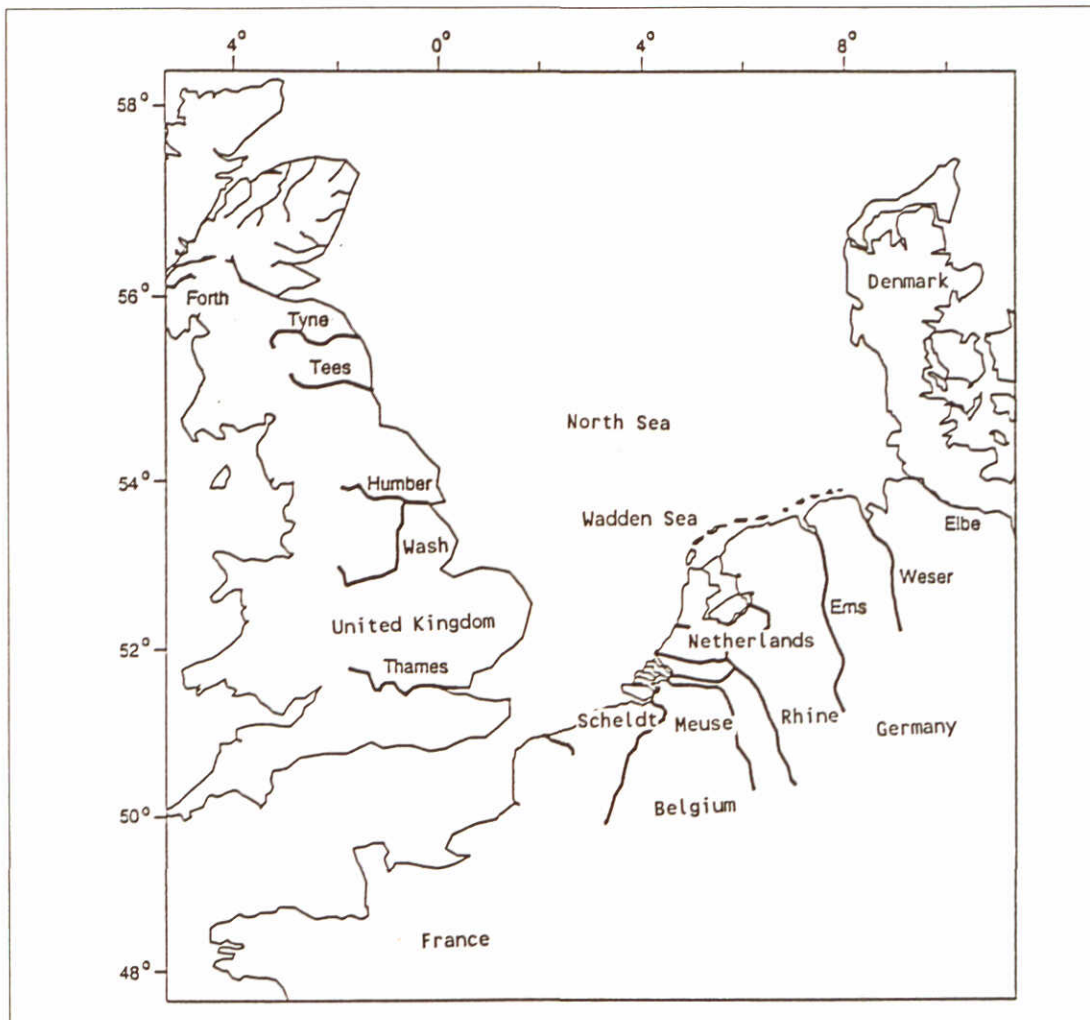 4° 0° 4° 8°
58°
56°
54°
52°
50°
48°
Denmark
Forth
Tyne
Tees
North Sea
Humber
Wadden Sea
Elbe
Wash
Weser
Ems
United Kingdom
Netherlands
Thames
Scheldt
Meuse
Rhine
Germany
Belgium
France